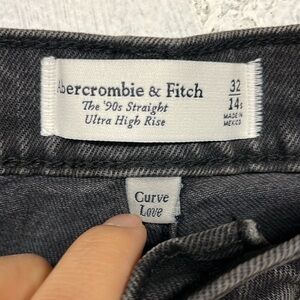 Abercrombie & Fitch
The '90s Straight
Ultra High Rise
32
14s
MADE IN
MEXICO
Curve
Love